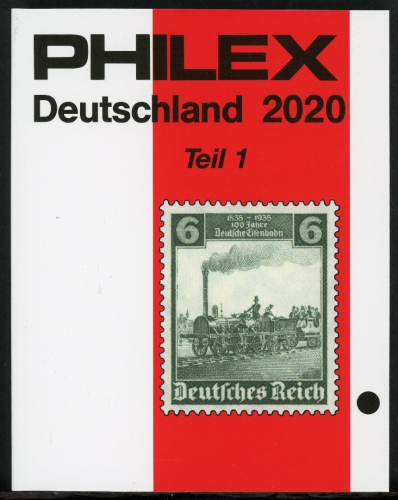 PHILEX
Deutschland 2020
Teil 1
1835 - 1935
100 Jahre
Deutsche Eisenbahn
6 6
Deutsches Reich